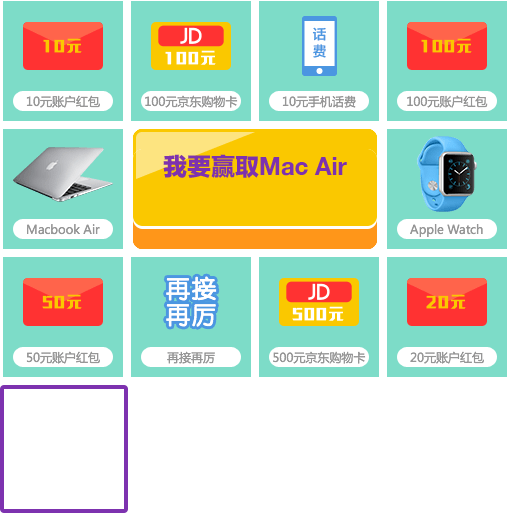 10元
10元账户红包
JD
100元
100元京东购物卡
话
费
10元手机话费
100元
100元账户红包
Macbook Air
我要赢取Mac Air
Apple Watch
50元
50元账户红包
再接
再厉
再接再厉
JD
500元
500元京东购物卡
20元
20元账户红包